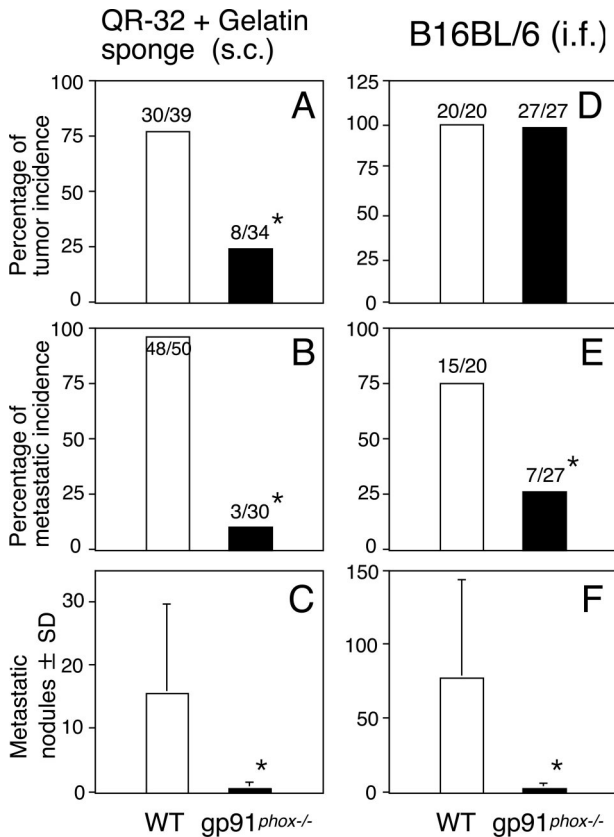 QR-32 + Gelatin
sponge (s.c.)
B16BL/6 (i.f.)
Percentage of
tumor incidence
100
75
50
25
0
30/39
8/34
*
A
125
100
75
50
25
0
20/20
27/27
D
Percentage of
metastatic incidence
100
75
50
25
0
48/50
3/30
*
B
100
75
50
25
0
15/20
7/27
*
E
Metastatic
nodules ± SD
30
20
10
0
*
C
150
100
50
0
*
F
WT gp91phox-/-
WT gp91phox-/-